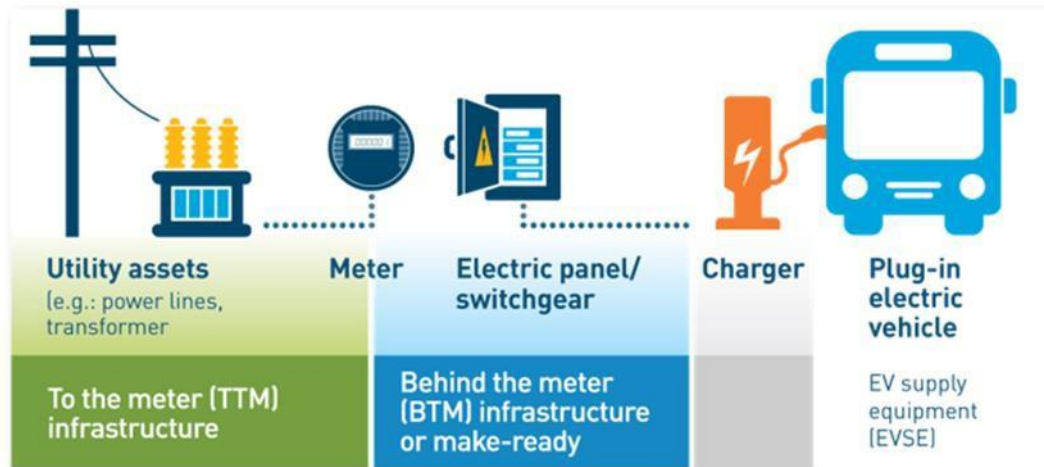 000001
Utility assets
(e.g.: power lines,
transformer
Meter
Electric panel/
switchgear
Charger
Plug-in
electric
vehicle
To the meter (TTM)
infrastructure
Behind the meter
(BTM) infrastructure
or make-ready
EV supply
equipment
(EVSE)